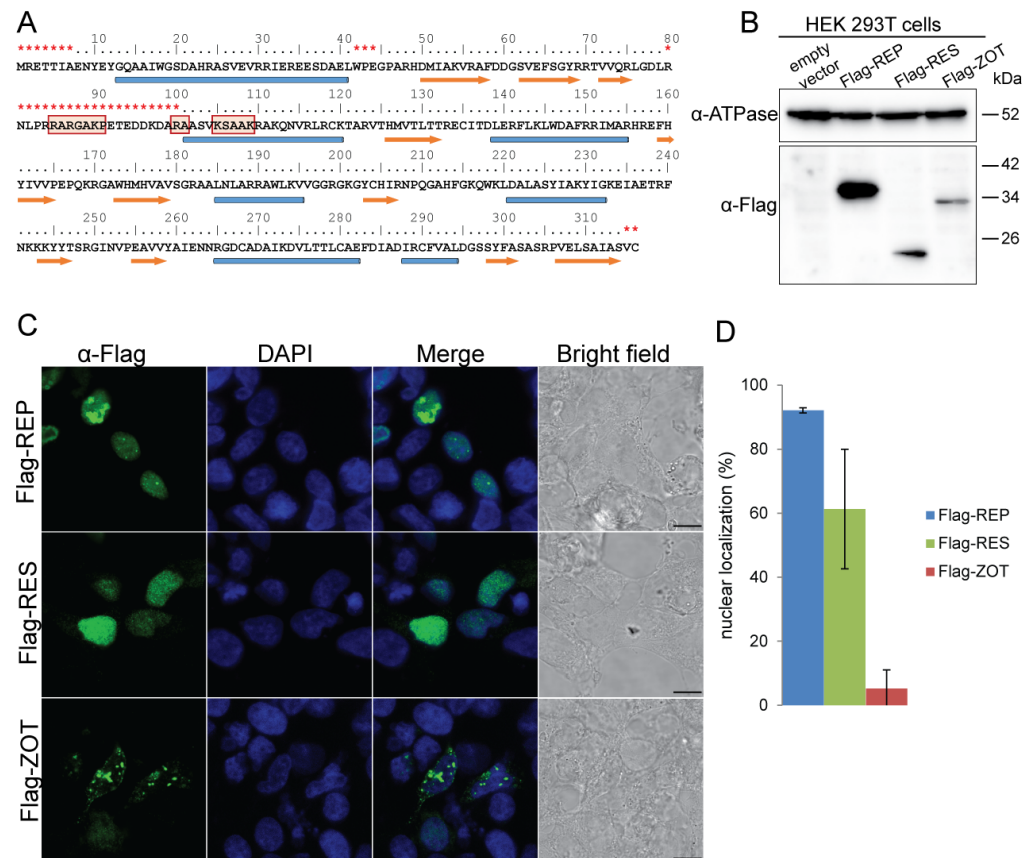 A
10 20 30 40 50 60 70 80
MRETTIAENYEYGQAAIWGSDAHRASVEVRRIEREESDAELWPEGPARHDMIAKVRAFDDGSVEFSGYRRTVVQRLGDLR
90 100 110 120 130 140 150 160
NLPRRARGAKPETEDDKDARAASVKSAAKRAKQNVRLRCKTARVTHMVTLTTRECITDLERFLKLWDAFRRIMARHREFH
170 180 190 200 210 220 230 240
YIVVPEPQKRGAWHMHVAVSGRAALNLARRAWLKVVGGRGKGYCHIRNPQGAHFGKQWKLDALASYIAKYIGKEIAETRF
250 260 270 280 290 300 310
NKKKYYTSRGINVPEAVVYAIENNRGDCADAIKDVLTTLCAEFDIADIRCFVALDGSSYFASASRPVELSAIASVC
B
HEK 293T cells
empty vector
Flag-REP
Flag-RES
Flag-ZOT
kDa
α-ATPase
52
α-Flag
42
34
26
C
α-Flag DAPI Merge Bright field
Flag-REP
Flag-RES
Flag-ZOT
D
nuclear localization (%)
100
80
60
40
20
0
Flag-REP
Flag-RES
Flag-ZOT